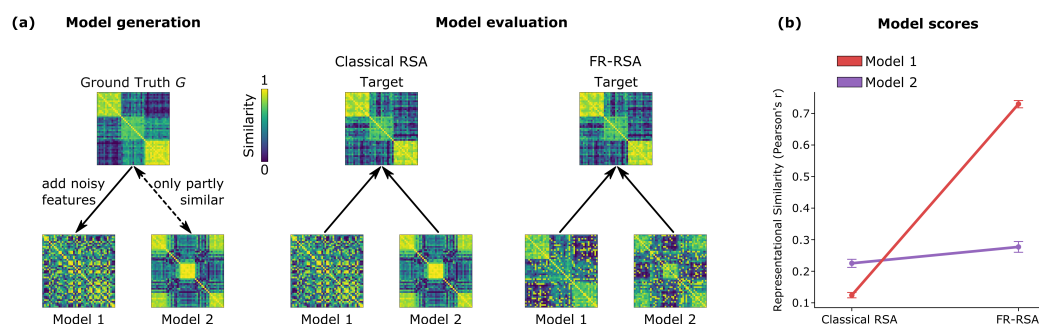 (a)
Model generation
Model evaluation
Ground Truth G
1
Similarity
0
Classical RSA
Target
FR-RSA
Target
add noisy
features
only partly
similar
Model 1
Model 2
Model 1
Model 2
Model 1
Model 2
(b)
Model scores
Model 1
Model 2
Representational Similarity (Pearson's r)
0.7
0.6
0.5
0.4
0.3
0.2
0.1
Classical RSA
FR-RSA